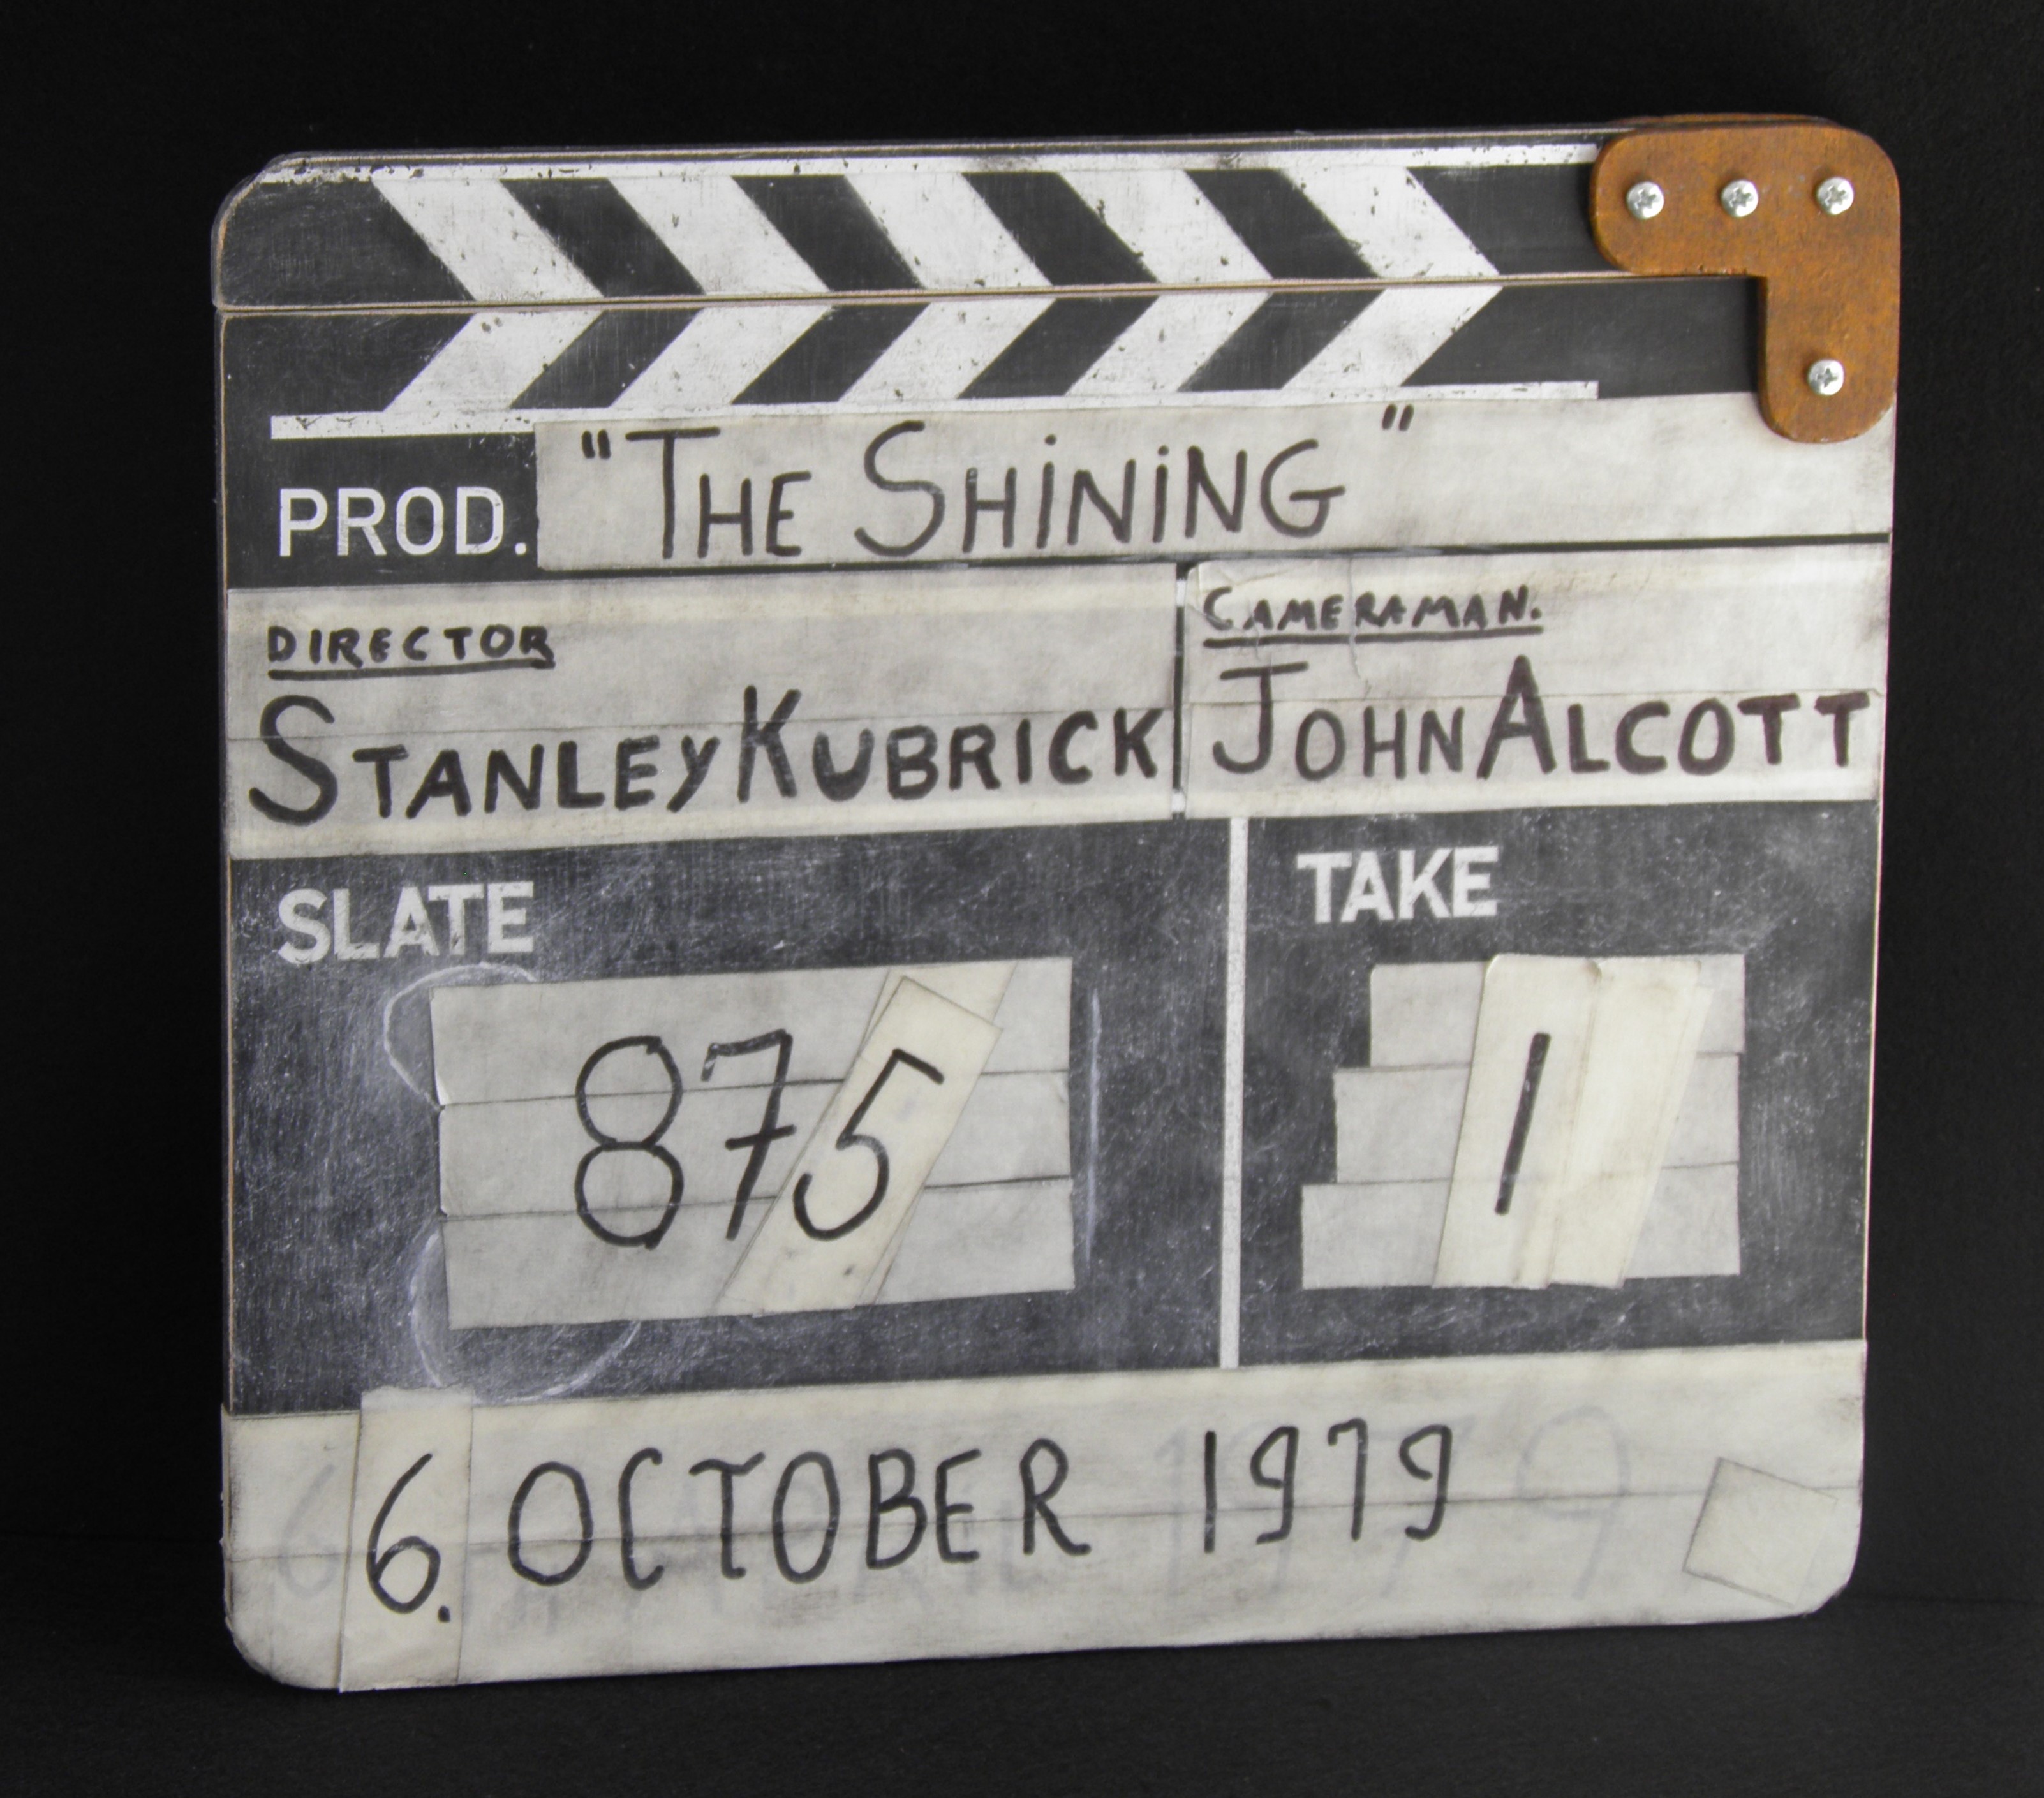 PROD. "THE SHiNiNG"
DIRECTOR
STANLEY KUBRICK
CAMERAMAN.
JOHN ALCOTT
SLATE
875
TAKE
1
6. OCTOBER 1979